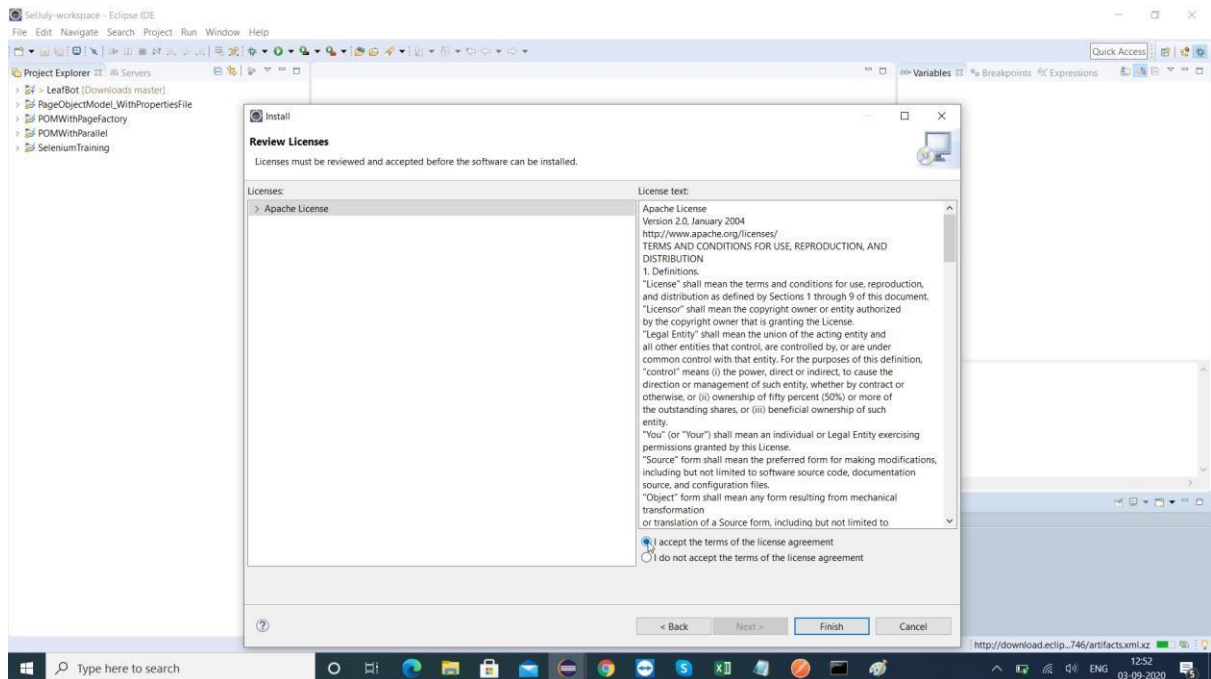 Selluly-workspace - Eclipse IDE
File Edit Navigate Search Project Run Window Help
Quick Access
Project Explorer Servers
Variables Breakpoints Expressions
> LeafBot [Downloads master]
PageObjectModel_WithPropertiesFile
POMWithPageFactory
POMWithParallel
SeleniumTraining
Install
Review Licenses
Licenses must be reviewed and accepted before the software can be installed.
Licenses:
Apache License
License text:
Apache License
Version 2.0, January 2004
http://www.apache.org/licenses/
TERMS AND CONDITIONS FOR USE, REPRODUCTION, AND
DISTRIBUTION
1. Definitions.
"License" shall mean the terms and conditions for use, reproduction,
and distribution as defined by Sections 1 through 9 of this document.
"Licensor" shall mean the copyright owner or entity authorized
by the copyright owner that is granting the License.
"Legal Entity" shall mean the union of the acting entity and
all other entities that control, are controlled by, or are under
common control with that entity. For the purposes of this definition,
"control" means (i) the power, direct or indirect, to cause the
direction or management of such entity, whether by contract or
otherwise, or (ii) ownership of fifty percent (50%) or more of
the outstanding shares, or (iii) beneficial ownership of such
entity.
"You" (or "Your") shall mean an individual or Legal Entity exercising
permissions granted by this License.
"Source" form shall mean the preferred form for making modifications,
including but not limited to software source code, documentation
source, and configuration files.
"Object" form shall mean any form resulting from mechanical
transformation
or translation of a Source form, including but not limited to
I accept the terms of the license agreement
I do not accept the terms of the license agreement
< Back Next > Finish Cancel
http://download.eclip...746/artifacts.xml.xz
Type here to search
ENG
12:52
03-09-2020